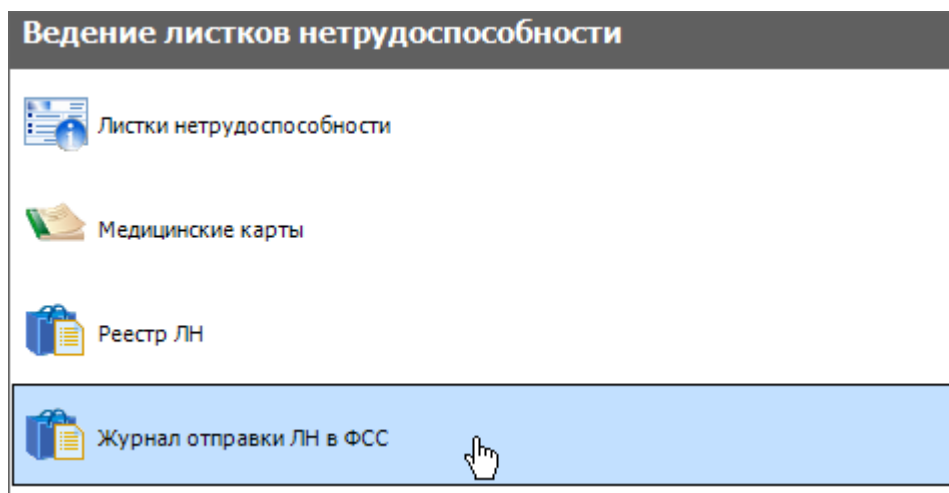 Ведение листков нетрудоспособности
Листки нетрудоспособности
Медицинские карты
Реестр ЛН
Журнал отправки ЛН в ФСС